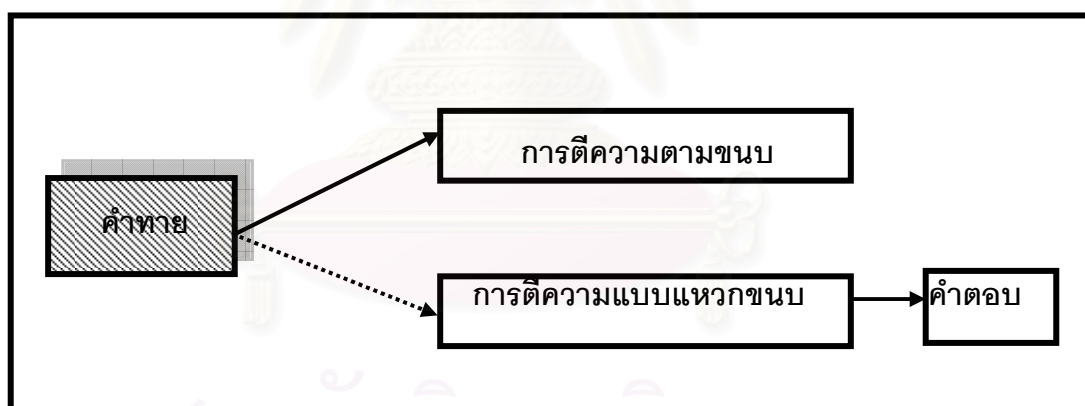 การตีความตามขนบ
คำทาย
การตีความแบบแหวกขนบ
คำตอบ